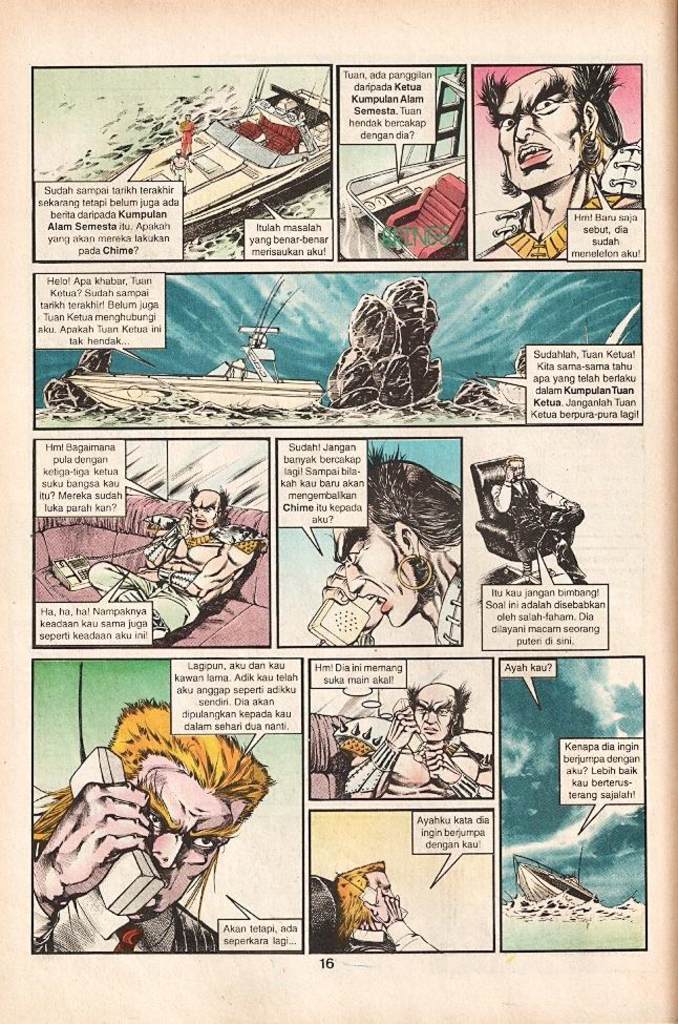 Sudah sampai tarikh terakhir
sekarang tetapi belum juga ada
berita daripada Kumpulan
Alam Semesta itu. Apakah
yang akan mereka lakukan
pada Chime?
Itulah masalah
yang benar-benar
merisaukan aku!
Tuan, ada panggilan
daripada Ketua
Kumpulan Alam
Semesta. Tuan
hendak bercakap
dengan dia?
Hm! Baru saja
sebut, dia
sudah
menelefon aku!
Helo! Apa khabar, Tuan
Ketua? Sudah sampai
tarikh terakhir! Belum juga
Tuan Ketua menghubungi
aku. Apakah Tuan Ketua ini
tak hendak...
Sudahlah, Tuan Ketua!
Kita sama-sama tahu
apa yang telah berlaku
dalam Kumpulan Tuan
Ketua. Janganlah Tuan
Ketua berpura-pura lagi!
Hm! Bagaimana
pula dengan
ketiga-tiga ketua
suku bangsa kau
itu? Mereka sudah
luka parah kan?
Ha, ha, ha! Nampaknya
keadaan kau sama juga
seperti keadaan aku ini!
Sudah! Jangan
banyak bercakap
lagi! Sampai bila-
kah kau baru akan
mengembalikan
Chime itu kepada
aku?
Itu kau jangan bimbang!
Soal ini adalah disebabkan
oleh salah-faham. Dia
dilayani macam seorang
puteri di sini.
Lagipun, aku dan kau
kawan lama. Adik kau telah
aku anggap seperti adikku
sendiri. Dia akan
dipulangkan kepada kau
dalam sehari dua nanti.
Akan tetapi, ada
seperkara lagi...
Hm! Dia ini memang
suka main akal!
Ayahku kata dia
ingin berjumpa
dengan kau!
Ayah kau?
Kenapa dia ingin
berjumpa dengan
aku? Lebih baik
kau berterus-
terang sajalah!
16